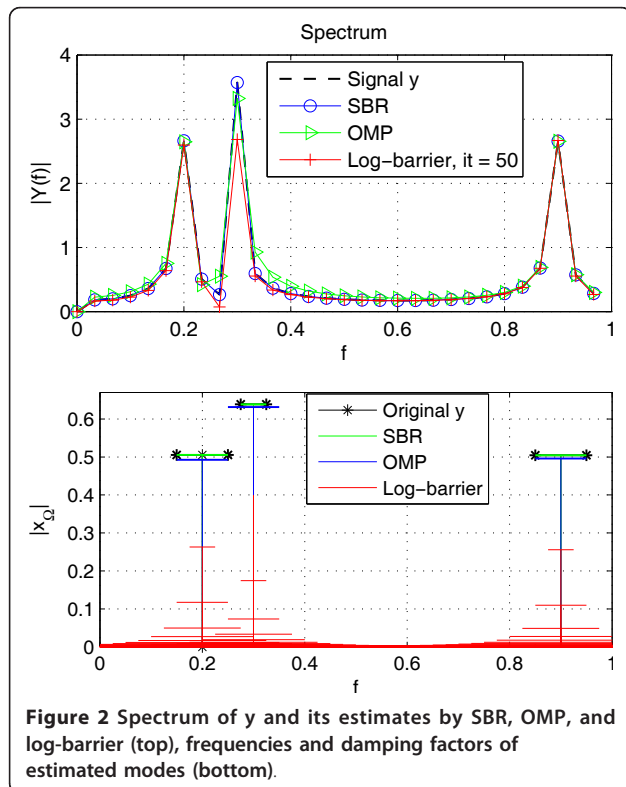 Spectrum
4
3
2
1
0
|Y(f)|
Signal y
SBR
OMP
Log−barrier, it = 50
0 0.2 0.4 0.6 0.8 1
f
0.6
0.5
0.4
0.3
0.2
0.1
0
|xΩ|
Original y
SBR
OMP
Log−barrier
0 0.2 0.4 0.6 0.8 1
f
Figure 2 Spectrum of y and its estimates by SBR, OMP, and
log-barrier (top), frequencies and damping factors of
estimated modes (bottom).